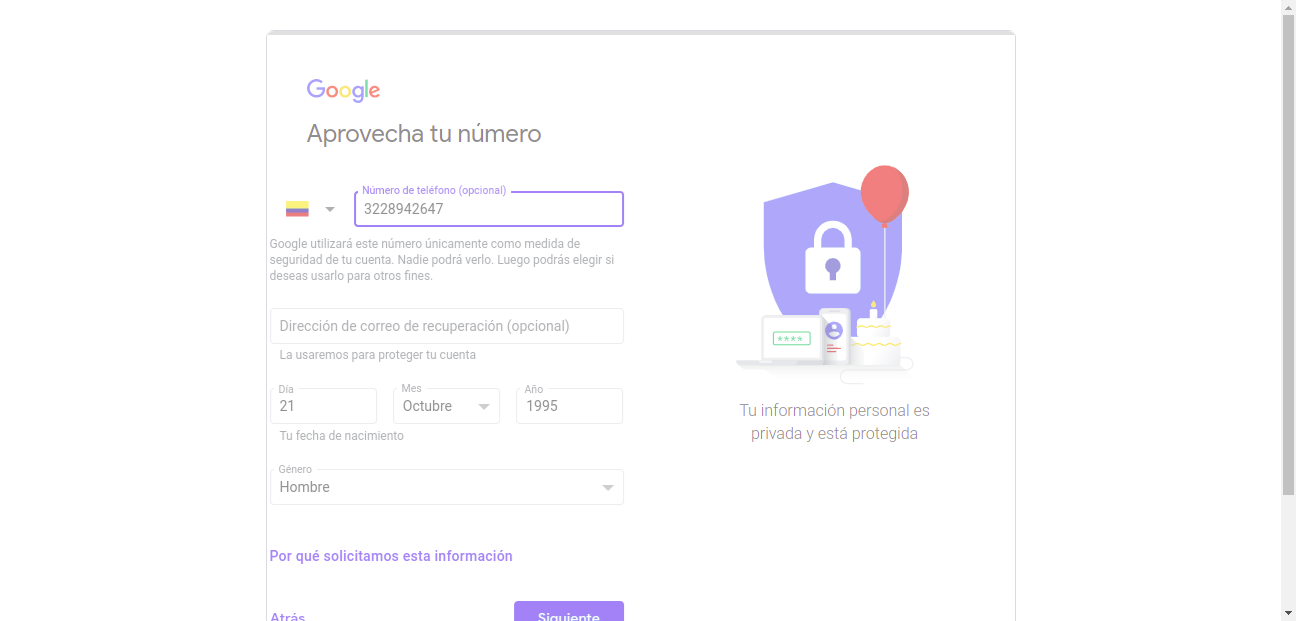 Google
Aprovecha tu número
Número de teléfono (opcional)
3228942647
Google utilizará este número únicamente como medida de
seguridad de tu cuenta. Nadie podrá verlo. Luego podrás elegir si
deseas usarlo para otros fines.
Dirección de correo de recuperación (opcional)
La usaremos para proteger tu cuenta
Día
21
Mes
Octubre
Año
1995
Tu fecha de nacimiento
Género
Hombre
Por qué solicitamos esta información
Atrás
Siguiente
****
Tu información personal es
privada y está protegida